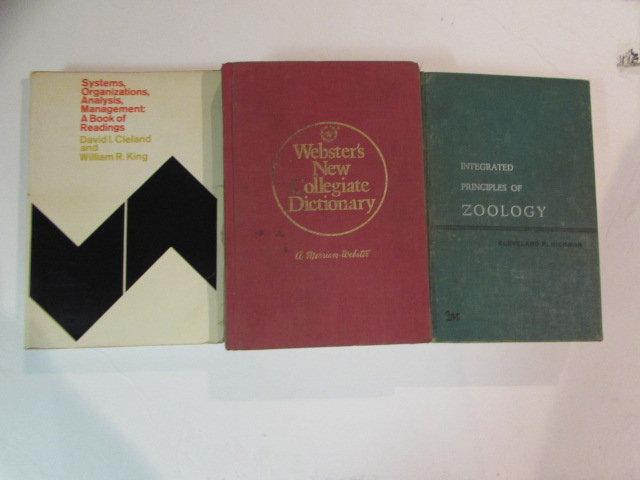 Systems,
Organizations,
Analysis,
Management:
A Book of
Readings
David I. Cleland
and
William R. King
Webster's
New
Collegiate
Dictionary
A Merriam-Webster
INTEGRATED
PRINCIPLES OF
ZOOLOGY
CLEVELAND P. HICKMAN